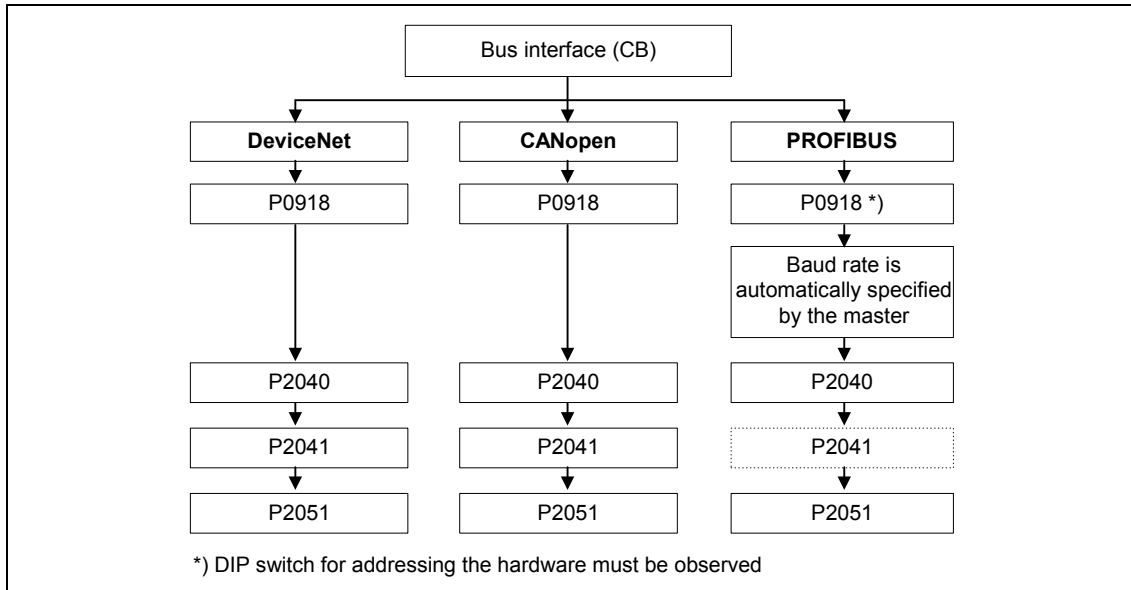 Bus interface (CB)
DeviceNet
CANopen
PROFIBUS
P0918
P0918
P0918 *)
Baud rate is
automatically specified
by the master
P2040
P2040
P2040
P2041
P2041
P2041
P2051
P2051
P2051
*) DIP switch for addressing the hardware must be observed